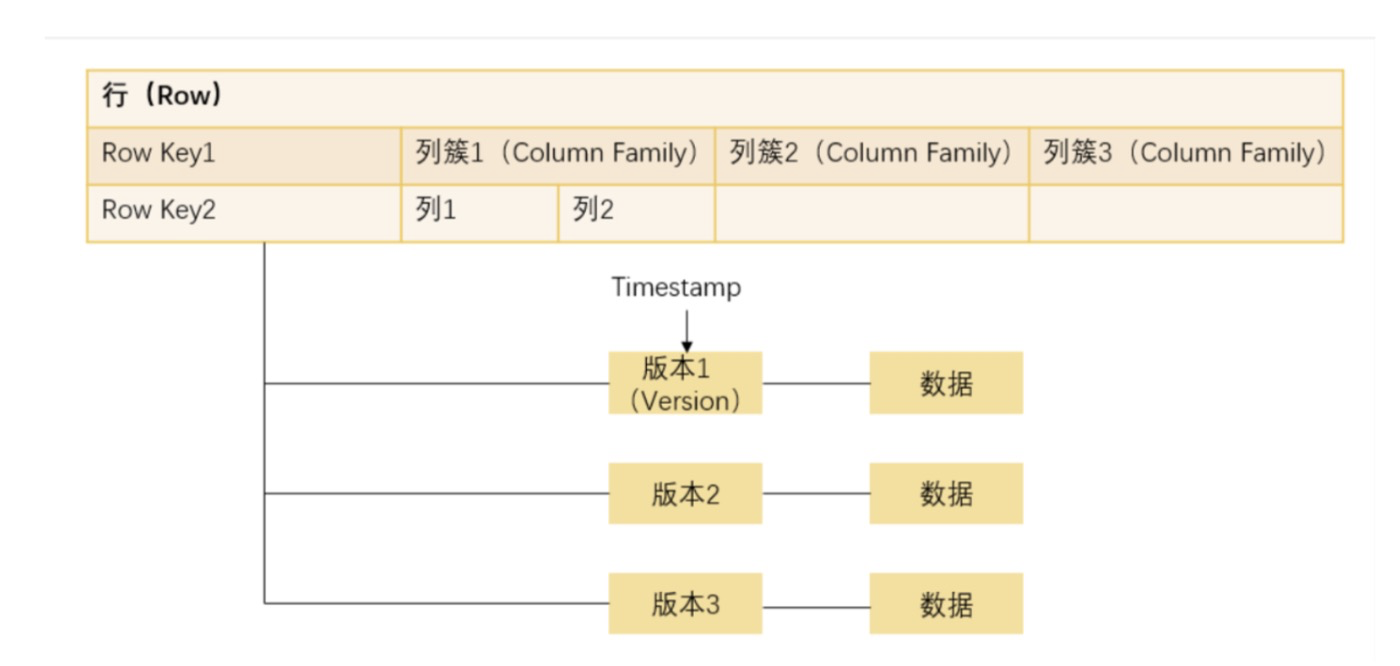 行（Row）
Row Key1 列簇1（Column Family） 列簇2（Column Family） 列簇3（Column Family）
Row Key2 列1 列2
Timestamp
版本1
（Version） 数据
版本2 数据
版本3 数据